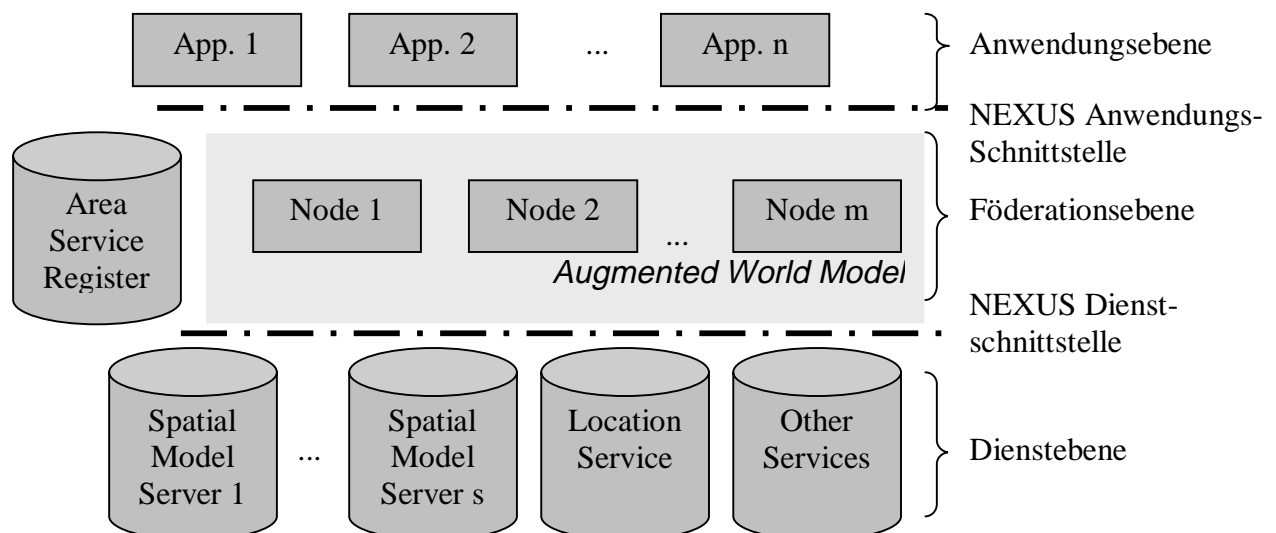 App. 1
App. 2
...
App. n
Anwendungsebene
NEXUS Anwendungs-
Schnittstelle
Area
Service
Register
Node 1
Node 2
...
Node m
Föderationsebene
Augmented World Model
NEXUS Dienst-
schnittstelle
Spatial
Model
Server 1
...
Spatial
Model
Server s
Location
Service
Other
Services
Dienstebene